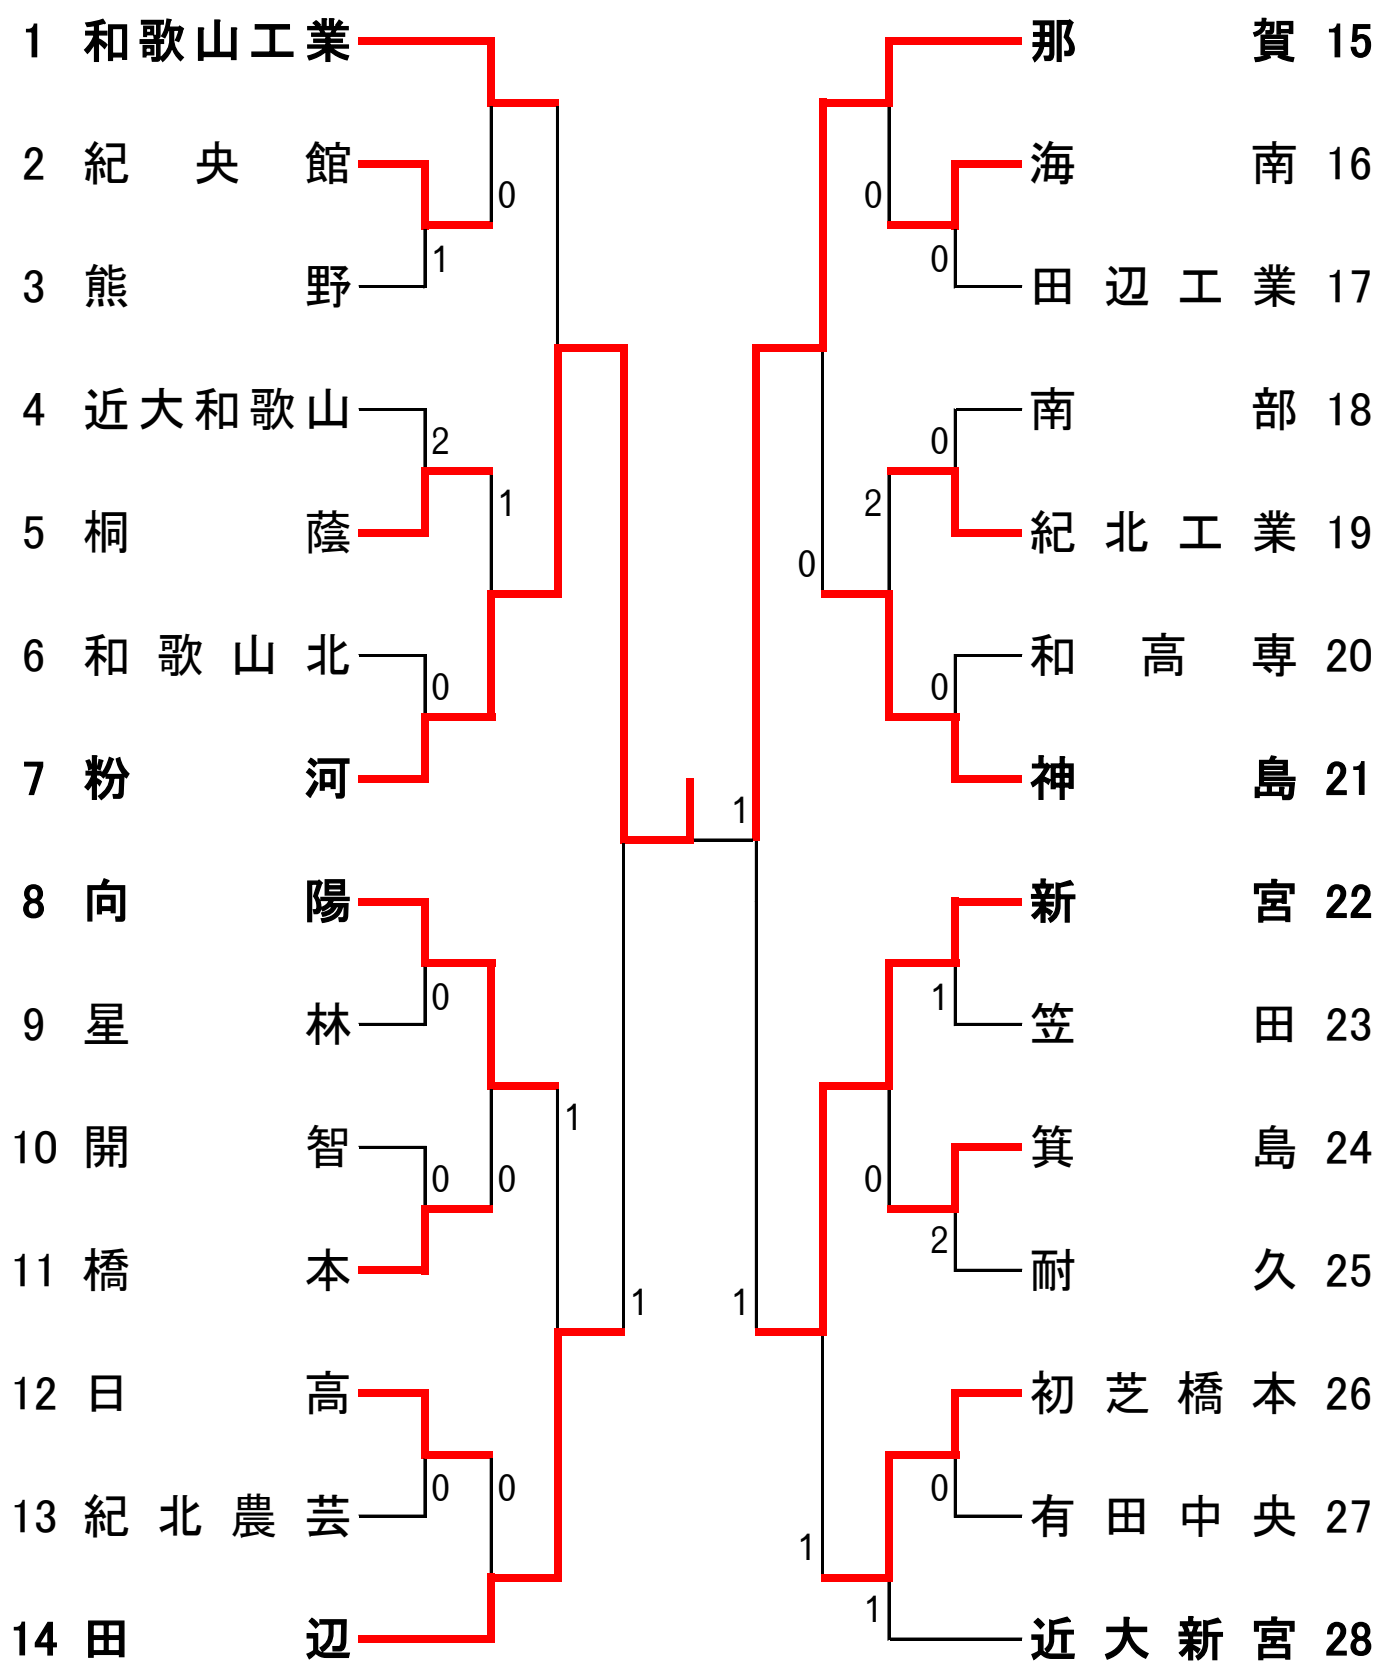 1 和歌山工業
2 紀央館
0
1
3 熊野
4 近大和歌山
2
1
5 桐蔭
6 和歌山北
0
7 粉河
8 向陽
0
9 星林
1
10 開智
0
0
11 橋本
1
12 日高
0
0
13 紀北農芸
14 田辺
那賀 15
海南 16
0
0
田辺工業 17
南部 18
0
2
紀北工業 19
0
和高専 20
0
神島 21
1
新宮 22
1
笠田 23
箕島 24
0
2
耐久 25
1
初芝橋本 26
0
有田中央 27
1
1
近大新宮 28